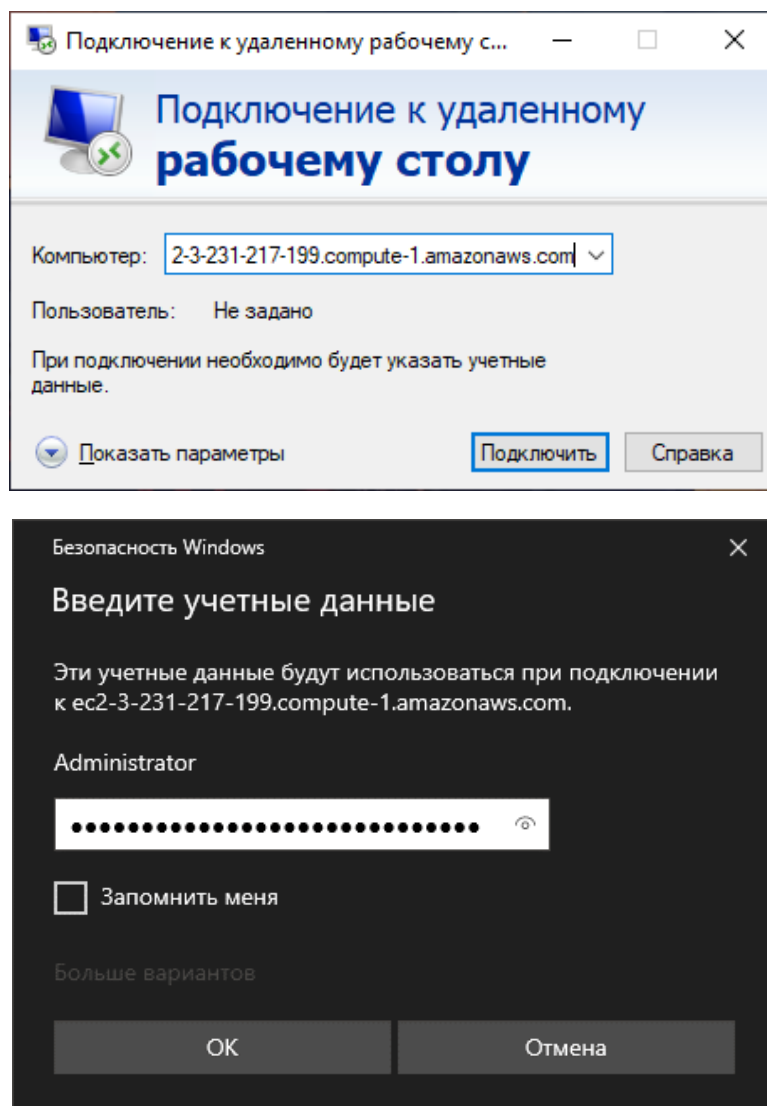 Подключение к удаленному рабочему с...
Подключение к удаленному
рабочему столу
Компьютер: 2-3-231-217-199.compute-1.amazonaws.com
Пользователь: Не задано
При подключении необходимо будет указать учетные
данные.
Показать параметры Подключить Справка
Безопасность Windows
Введите учетные данные
Эти учетные данные будут использоваться при подключении
к ec2-3-231-217-199.compute-1.amazonaws.com.
Administrator
Запомнить меня
Больше вариантов
ОК Отмена